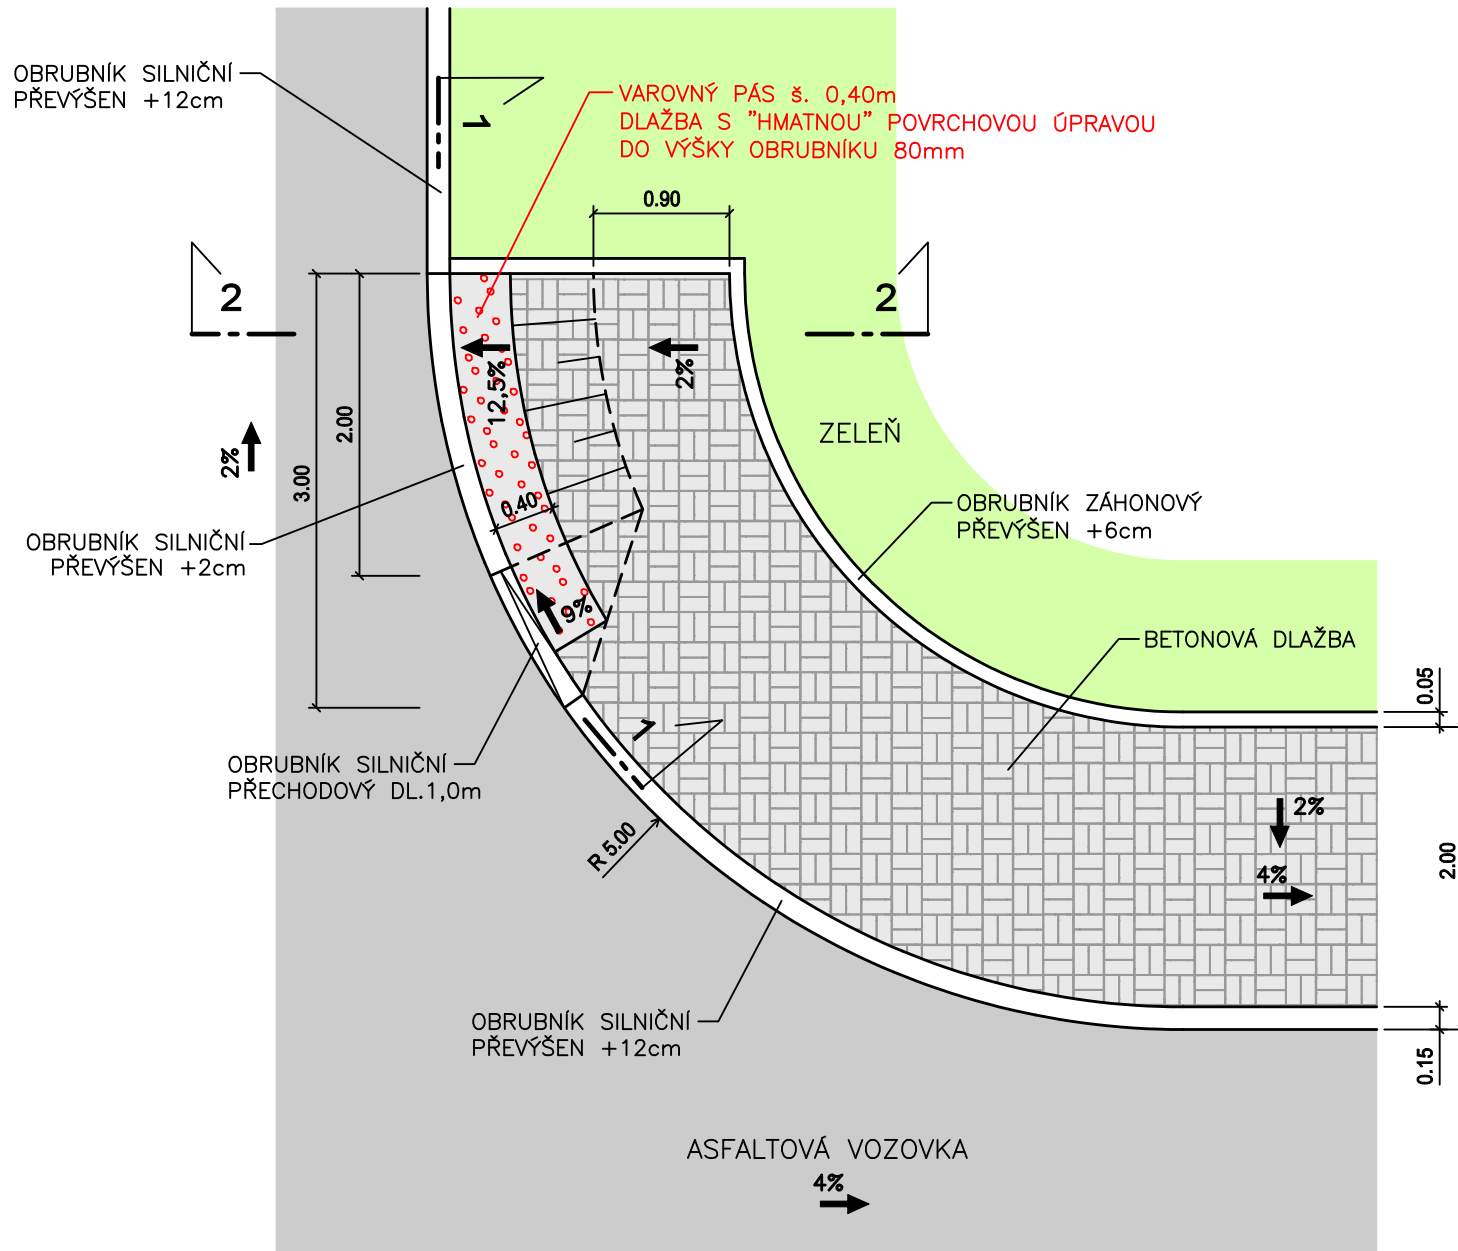 OBRUBNÍK SILNIČNÍ
PŘEVÝŠEN +12cm
1
VAROVNÝ PÁS š. 0,40m
DLAŽBA S "HMATNOU" POVRCHOVOU ÚPRAVOU
DO VÝŠKY OBRUBNÍKU 80mm
0.90
2
2
12,5%
2%
2%
2.00
3.00
ZELEŇ
0.40
OBRUBNÍK ZÁHONOVÝ
PŘEVÝŠEN +6cm
OBRUBNÍK SILNIČNÍ
PŘEVÝŠEN +2cm
9%
BETONOVÁ DLAŽBA
0.05
1
OBRUBNÍK SILNIČNÍ
PŘECHODOVÝ DL.1,0m
R 5.00
2%
4%
2.00
OBRUBNÍK SILNIČNÍ
PŘEVÝŠEN +12cm
0.15
ASFALTOVÁ VOZOVKA
4%